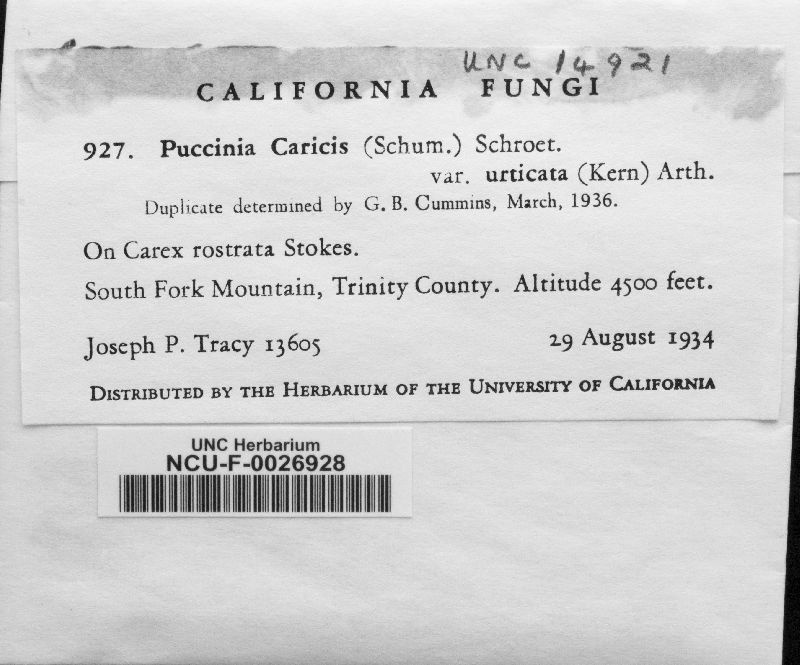 UNC 14921
CALIFORNIA FUNGI
927. Puccinia Caricis (Schum.) Schroet.
var. urticata (Kern) Arth.
Duplicate determined by G. B. Cummins, March, 1936.
On Carex rostrata Stokes.
South Fork Mountain, Trinity County. Altitude 4500 feet.
Joseph P. Tracy 13605 29 August 1934
DISTRIBUTED BY THE HERBARIUM OF THE UNIVERSITY OF CALIFORNIA
UNC Herbarium
NCU-F-0026928